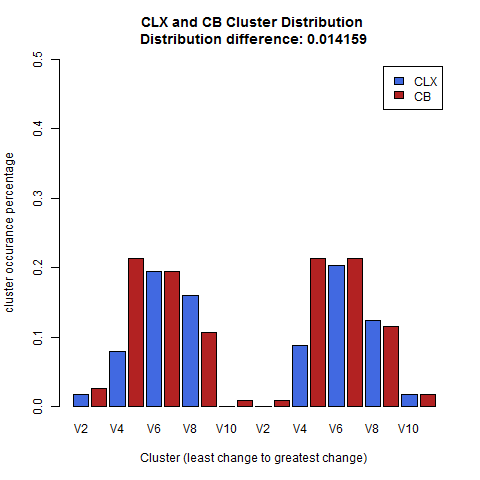 CLX and CB Cluster Distribution
Distribution difference: 0.014159
CLX
CB
cluster occurance percentage
0.5
0.4
0.3
0.2
0.1
0.0
V2 V4 V6 V8 V10 V2 V4 V6 V8 V10
Cluster (least change to greatest change)